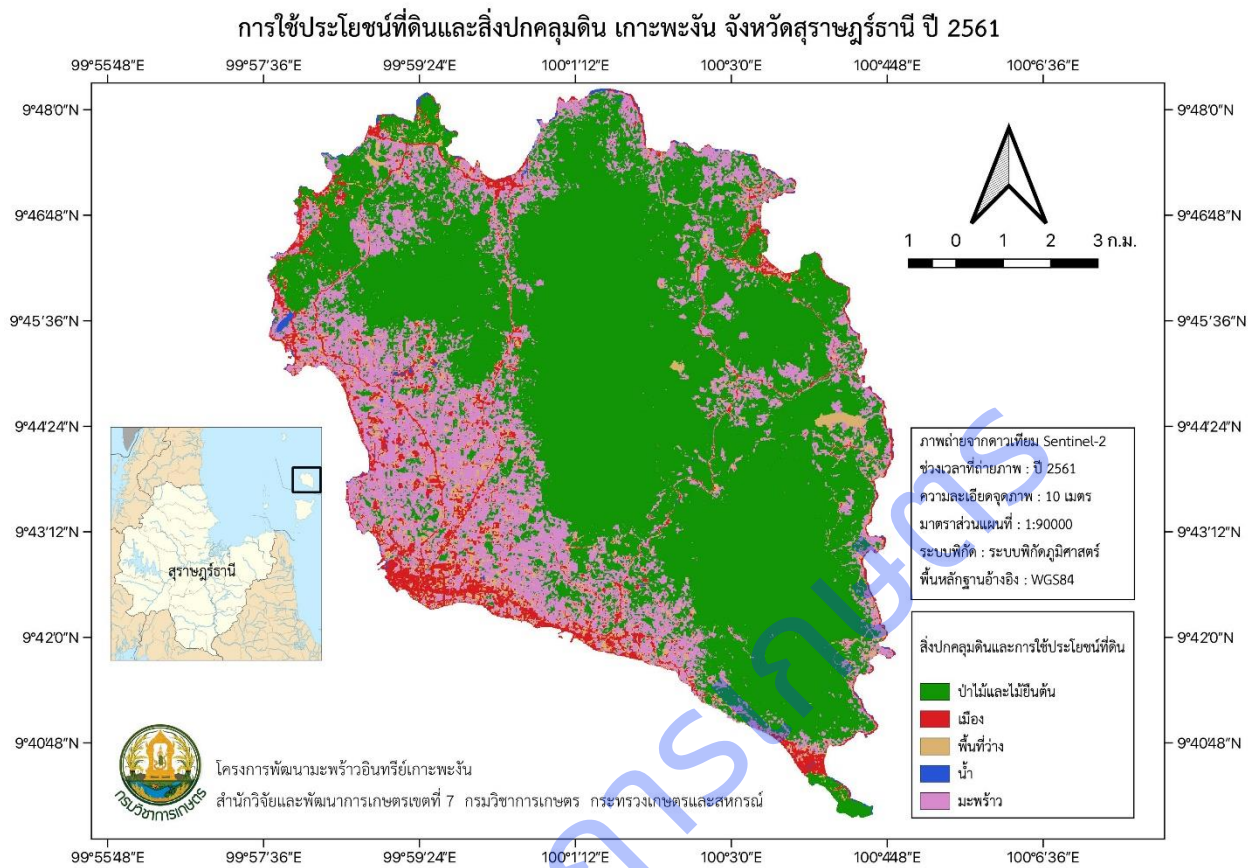 การใช้ประโยชน์ที่ดินและสิ่งปกคลุมดิน เกาะพะงัน จังหวัดสุราษฎร์ธานี ปี 2561
99°55'48"E 99°57'36"E 99°59'24"E 100°1'12"E 100°3'0"E 100°4'48"E 100°6'36"E
9°48'0"N 9°48'0"N
9°46'48"N 9°46'48"N
1 0 1 2 3 ก.ม.
9°45'36"N 9°45'36"N
9°44'24"N 9°44'24"N
ภาพถ่ายจากดาวเทียม Sentinel-2
ช่วงเวลาที่ถ่ายภาพ : ปี 2561
ความละเอียดจุดภาพ : 10 เมตร
มาตราส่วนแผนที่ : 1:90000
ระบบพิกัด : ระบบพิกัดภูมิศาสตร์
พื้นหลักฐานอ้างอิง : WGS84
9°43'12"N 9°43'12"N
สุราษฎร์ธานี
9°42'0"N 9°42'0"N
สิ่งปกคลุมดินและการใช้ประโยชน์ที่ดิน
ป่าไม้และไม้ยืนต้น
เมือง
พื้นที่ว่าง
น้ำ
มะพร้าว
9°40'48"N 9°40'48"N
กรมวิชาการเกษตร
โครงการพัฒนามะพร้าวอินทรีย์เกาะพะงัน
สำนักวิจัยและพัฒนาการเกษตรเขตที่ 7 กรมวิชาการเกษตร กระทรวงเกษตรและสหกรณ์
99°55'48"E 99°57'36"E 99°59'24"E 100°1'12"E 100°3'0"E 100°4'48"E 100°6'36"E